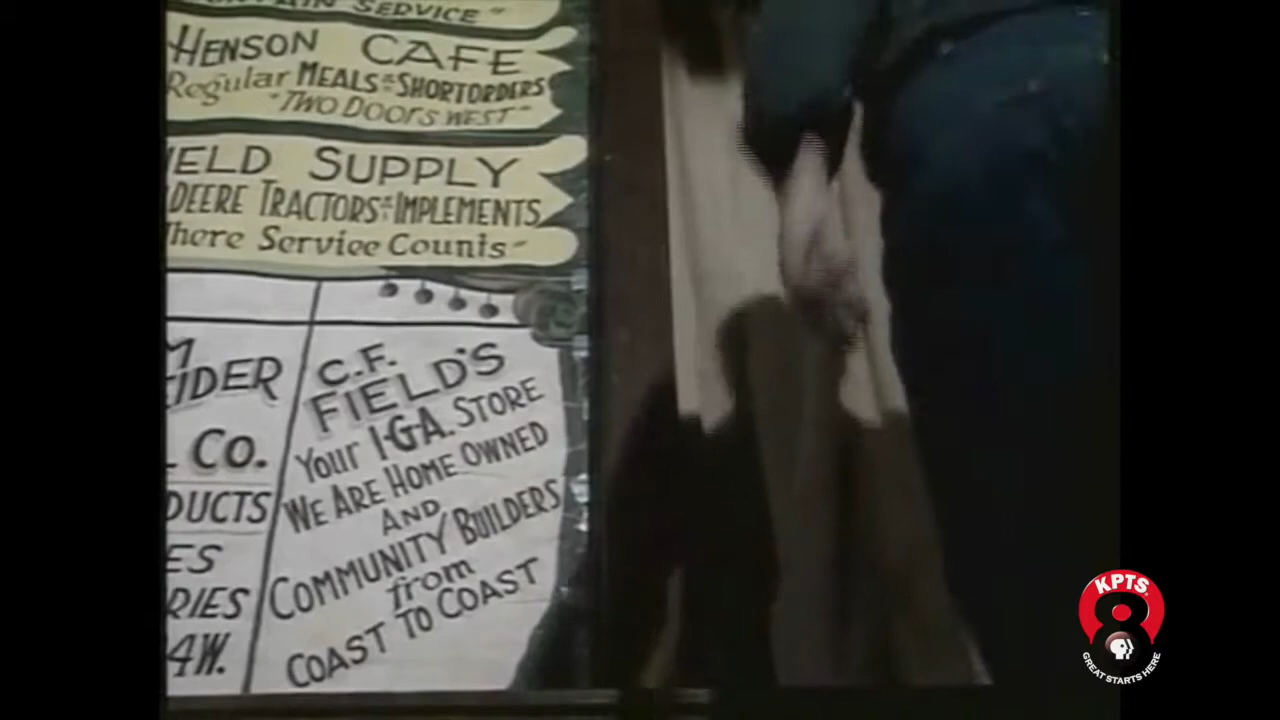 SERVICE"
HENSON CAFE
Regular MEALS & SHORTORDERS
"TWO DOORS WEST"
IELD SUPPLY
DEERE TRACTORS & IMPLEMENTS
here Service Counts"
M
EIDER
CO.
DUCTS
ES
RIES
4W.
C.F.
FIELD'S
Your I.G.A. STORE
WE ARE HOME OWNED
AND
COMMUNITY BUILDERS
from
COAST TO COAST
KPTS
8
GREAT STARTS HERE